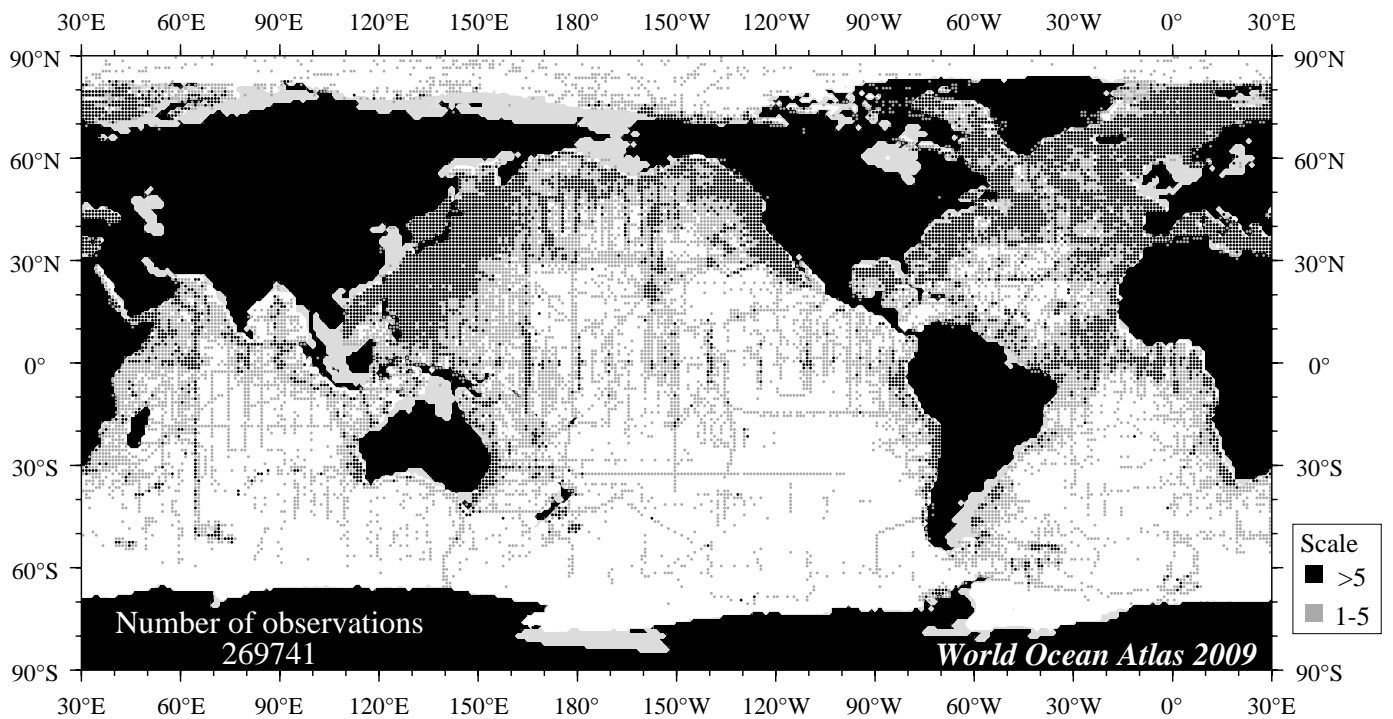 30°E 60°E 90°E 120°E 150°E 180° 150°W 120°W 90°W 60°W 30°W 0° 30°E
90°N 90°N
60°N 60°N
30°N 30°N
0° 0°
30°S 30°S
60°S 60°S
90°S 90°S
Scale
>5
1-5
Number of observations
269741
World Ocean Atlas 2009
30°E 60°E 90°E 120°E 150°E 180° 150°W 120°W 90°W 60°W 30°W 0° 30°E